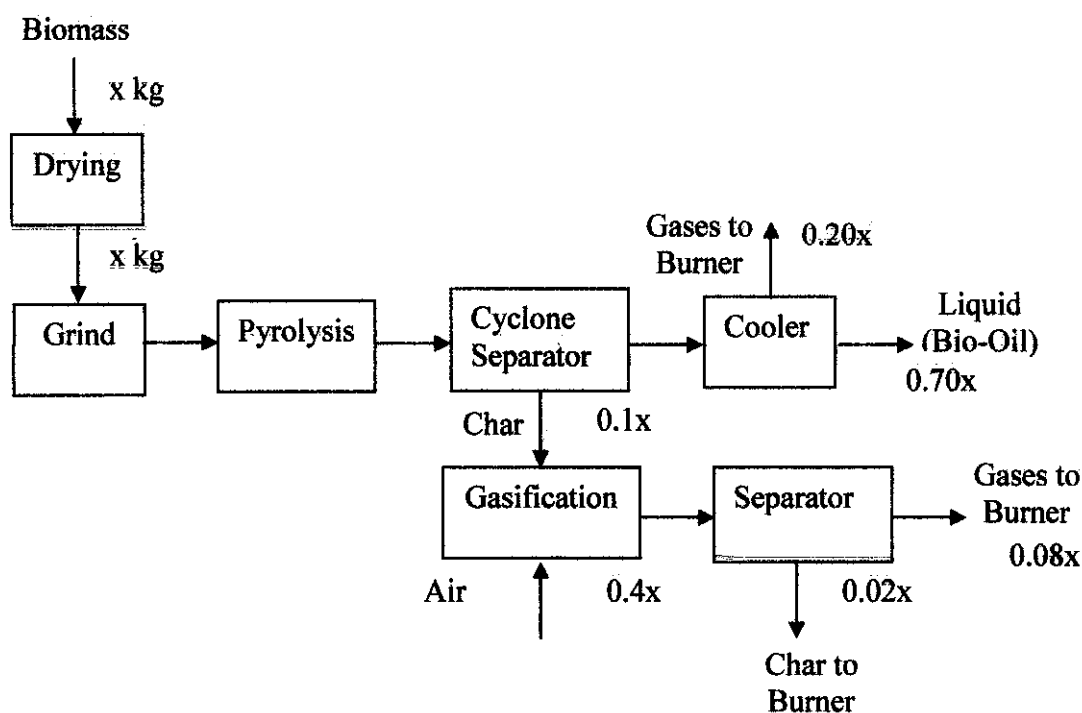 Biomass
x kg
Drying
x kg
Grind
Pyrolysis
Cyclone
Separator
Gases to
Burner
0.20x
Cooler
Liquid
(Bio-Oil)
0.70x
Char
0.1x
Gasification
Separator
Gases to
Burner
0.08x
Air
0.4x
0.02x
Char to
Burner